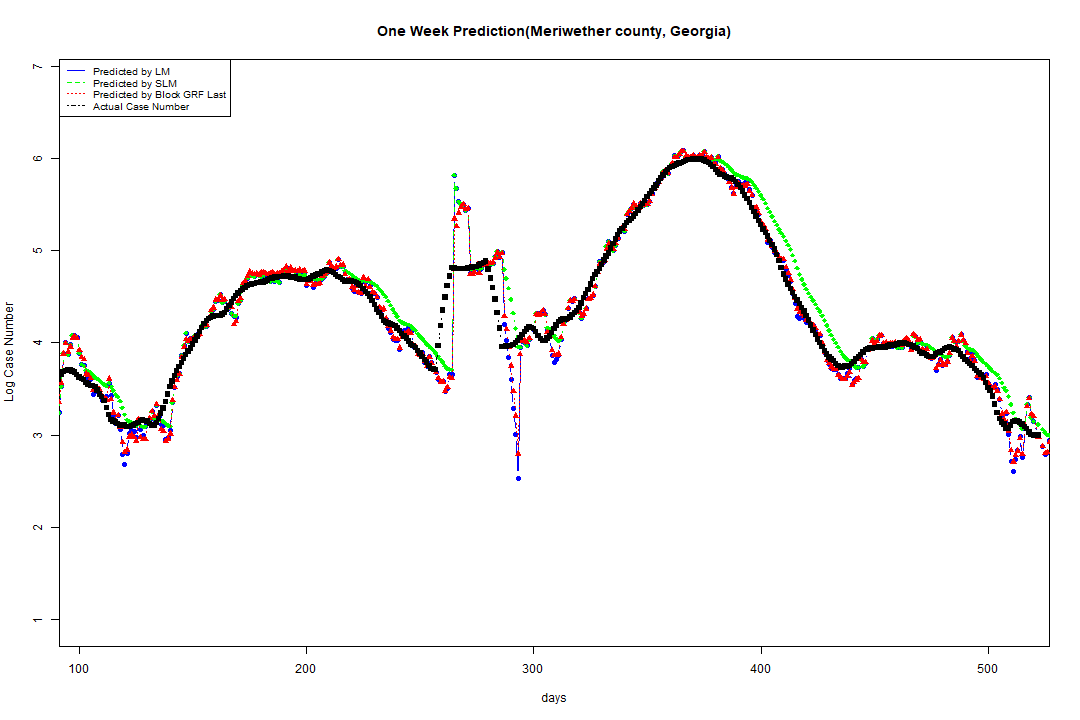 One Week Prediction(Meriwether county, Georgia)
Predicted by LM
Predicted by SLM
Predicted by Block GRF Last
Actual Case Number
7
6
5
4
3
2
1
Log Case Number
100 200 300 400 500
days